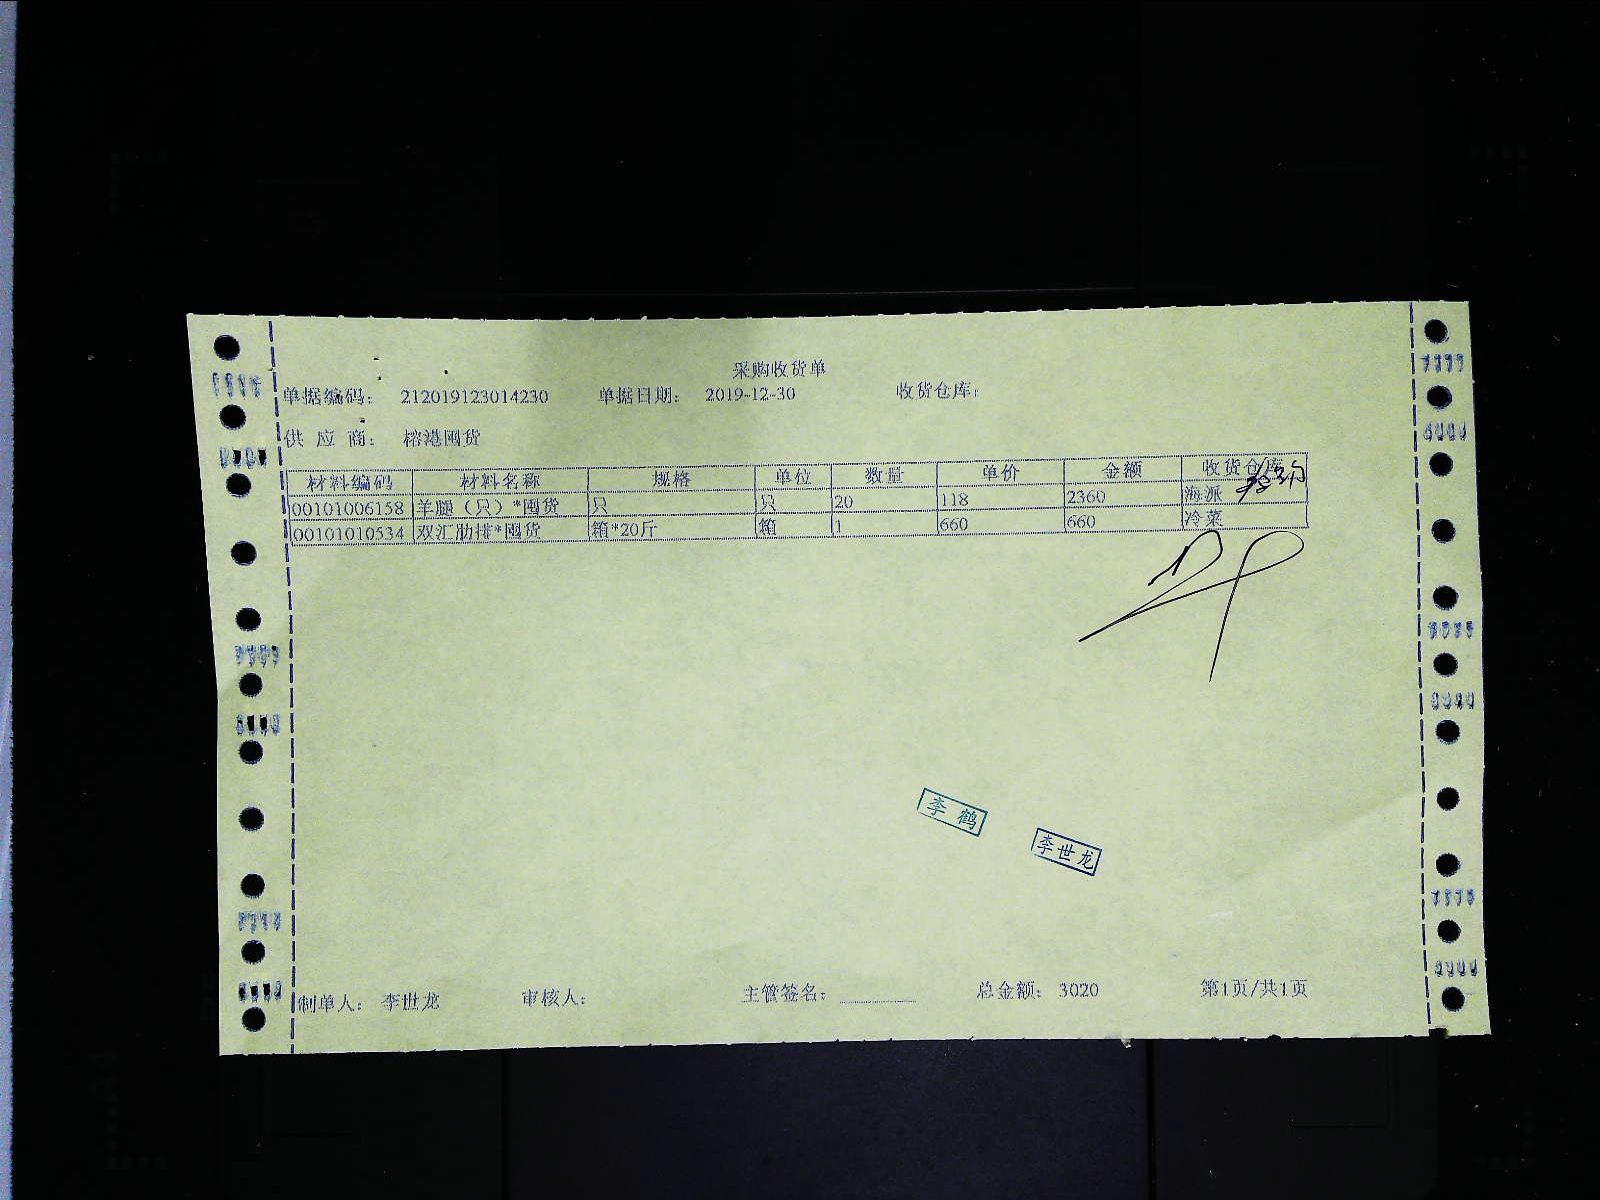 采购收货单
单据编码： 212019123014230 单据日期： 2019-12-30 收货仓库：
供 应 商： 榕港囤货
材料编码 材料名称 规格 单位 数量 单价 金额 收货仓库
00101006158 羊腿（只）*囤货 只 只 20 118 2360 海派
00101010534 双汇肋排*囤货 箱*20斤 箱 1 660 660 冷菜
李 鹤
李世龙
制单人： 李世龙 审核人： 主管签名： 总金额： 3020 第1页/共1页